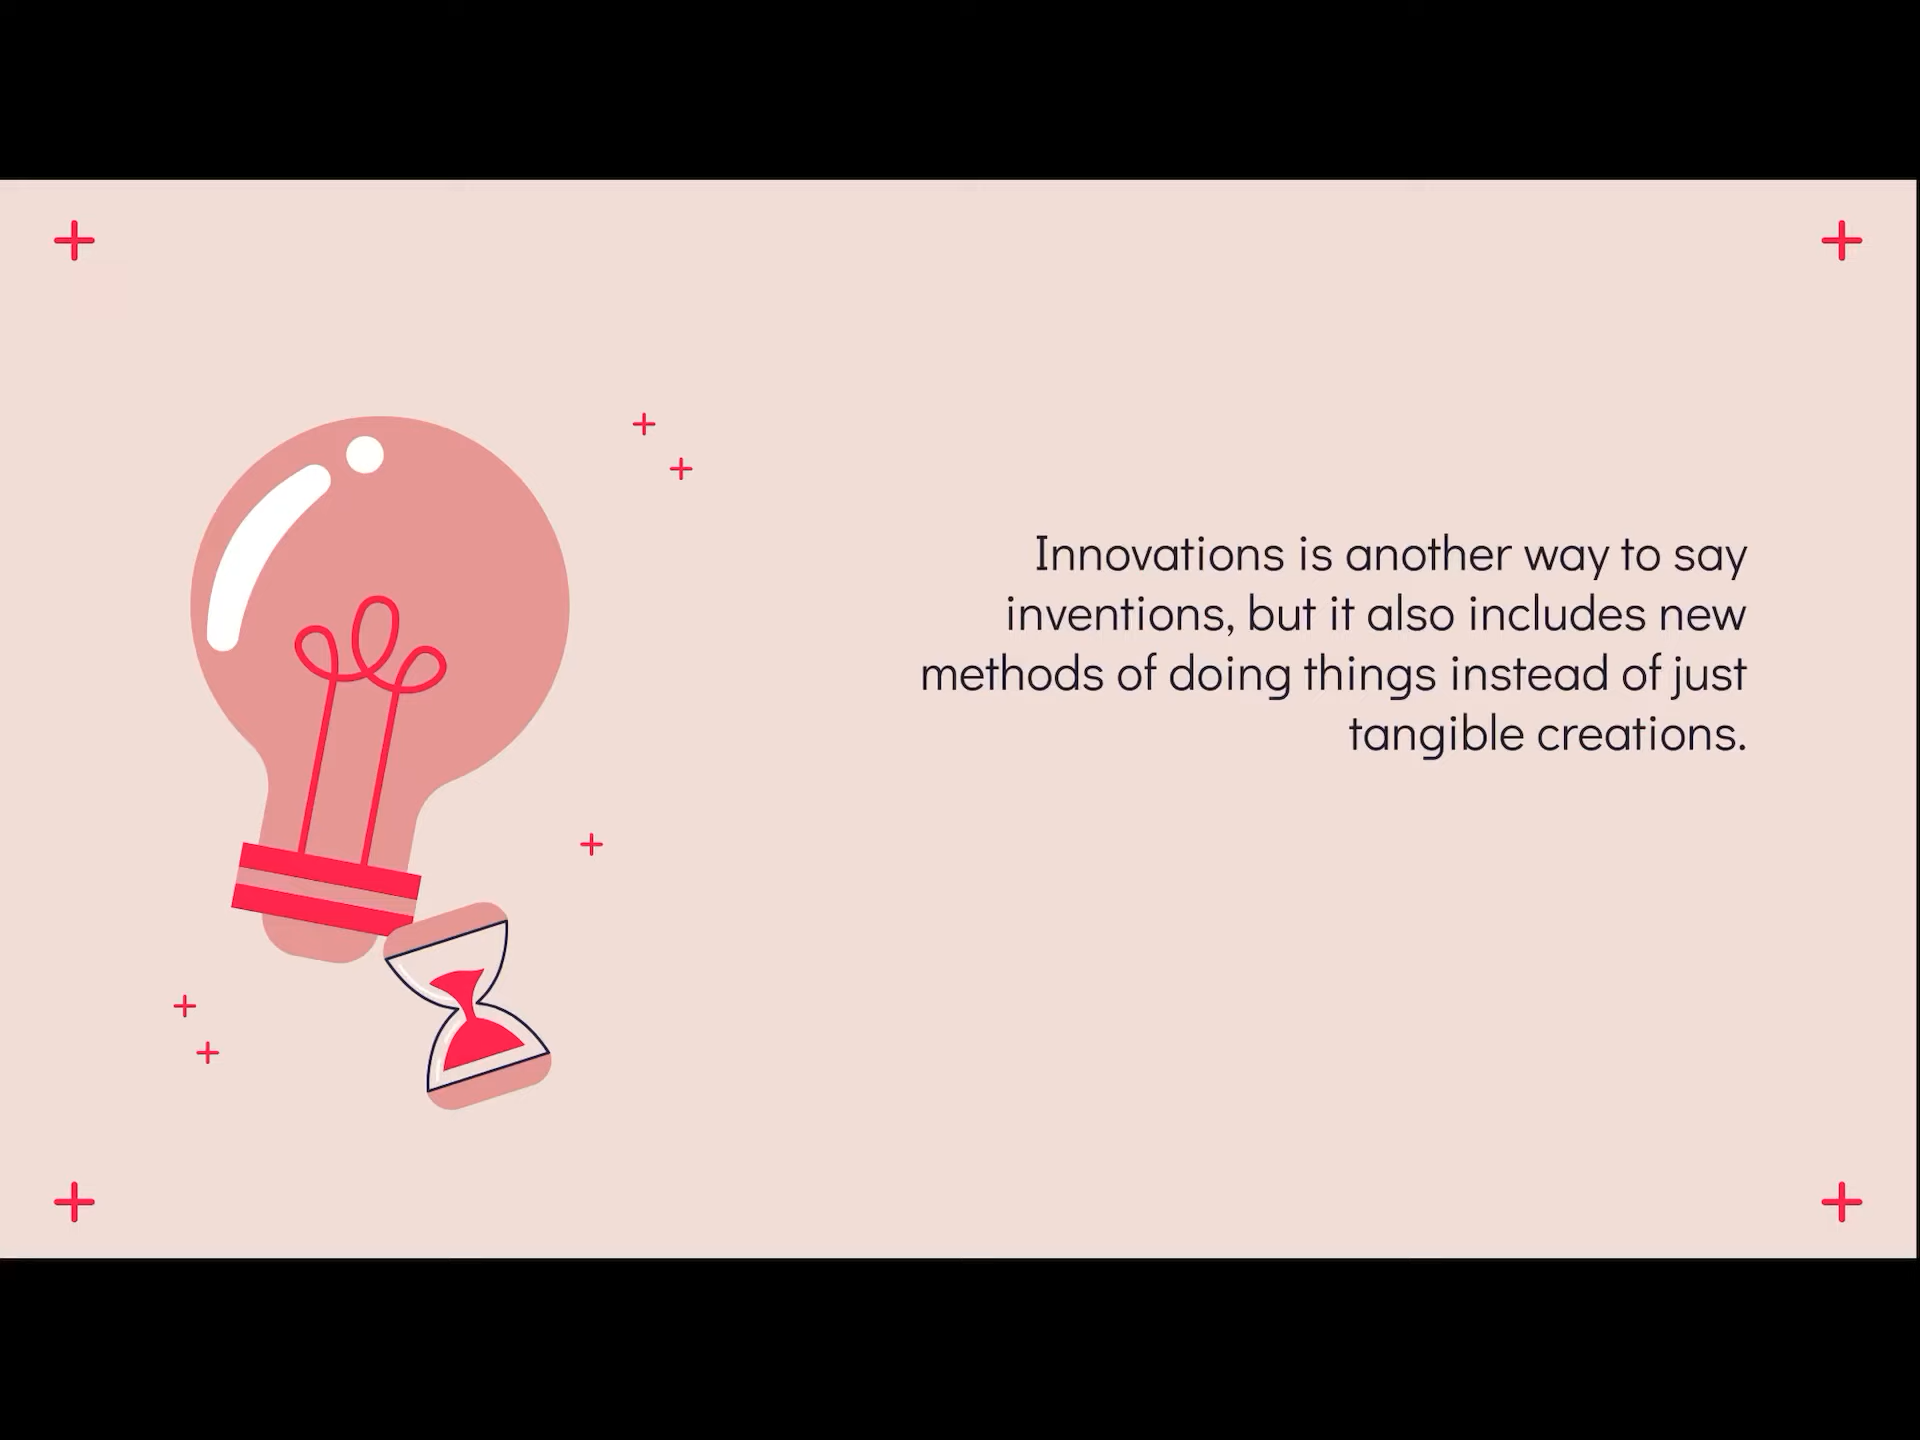 Innovations is another way to say
inventions, but it also includes new
methods of doing things instead of just
tangible creations.